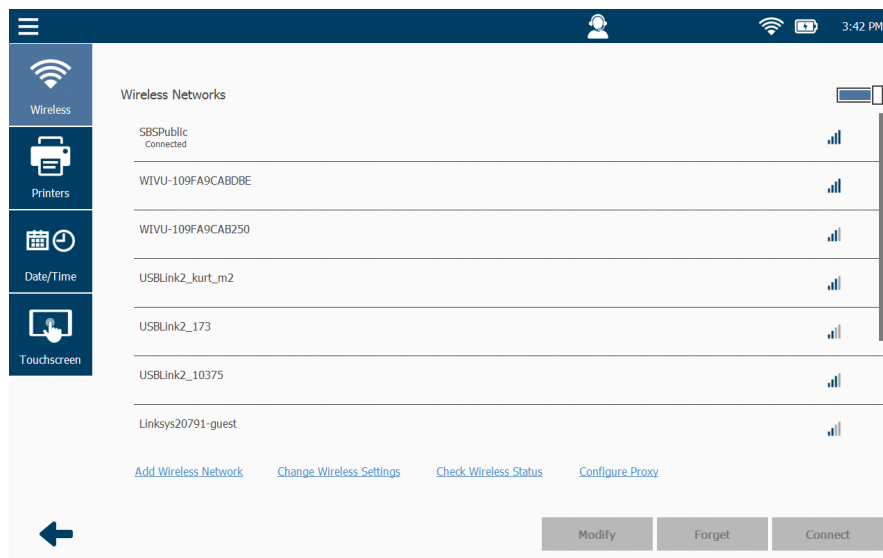 3:42 PM
Wireless
Wireless Networks
SBSPublic
Connected
WIVU-109FA9CABDBE
Printers
WIVU-109FA9CAB250
Date/Time
USBLink2_kurt_m2
USBLink2_173
Touchscreen
USBLink2_10375
Linksys20791-guest
Add Wireless Network Change Wireless Settings Check Wireless Status Configure Proxy
Modify Forget Connect